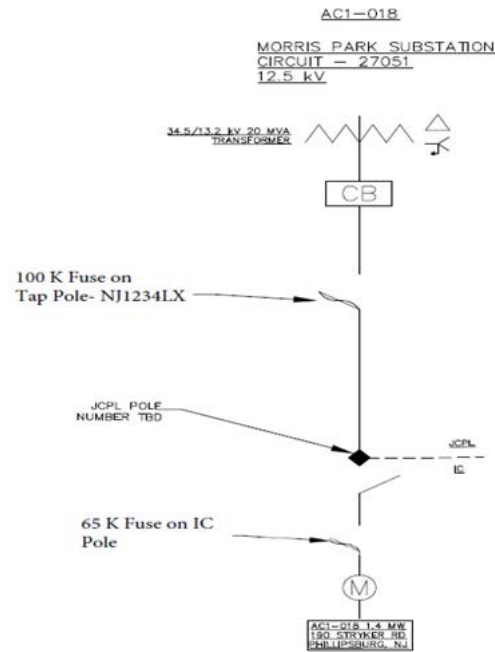 AC1-018
MORRIS PARK SUBSTATION
CIRCUIT - 27051
12.5 kV
34.5/13.2 kV 20 MVA
TRANSFORMER
CB
100 K Fuse on
Tap Pole- NJ1234LX
JCPL POLE
NUMBER TBD
JCPL
IC
65 K Fuse on IC
Pole
M
AC1-018 1.4 MW
190 STRYKER RD
PHILLIPSBURG, NJ